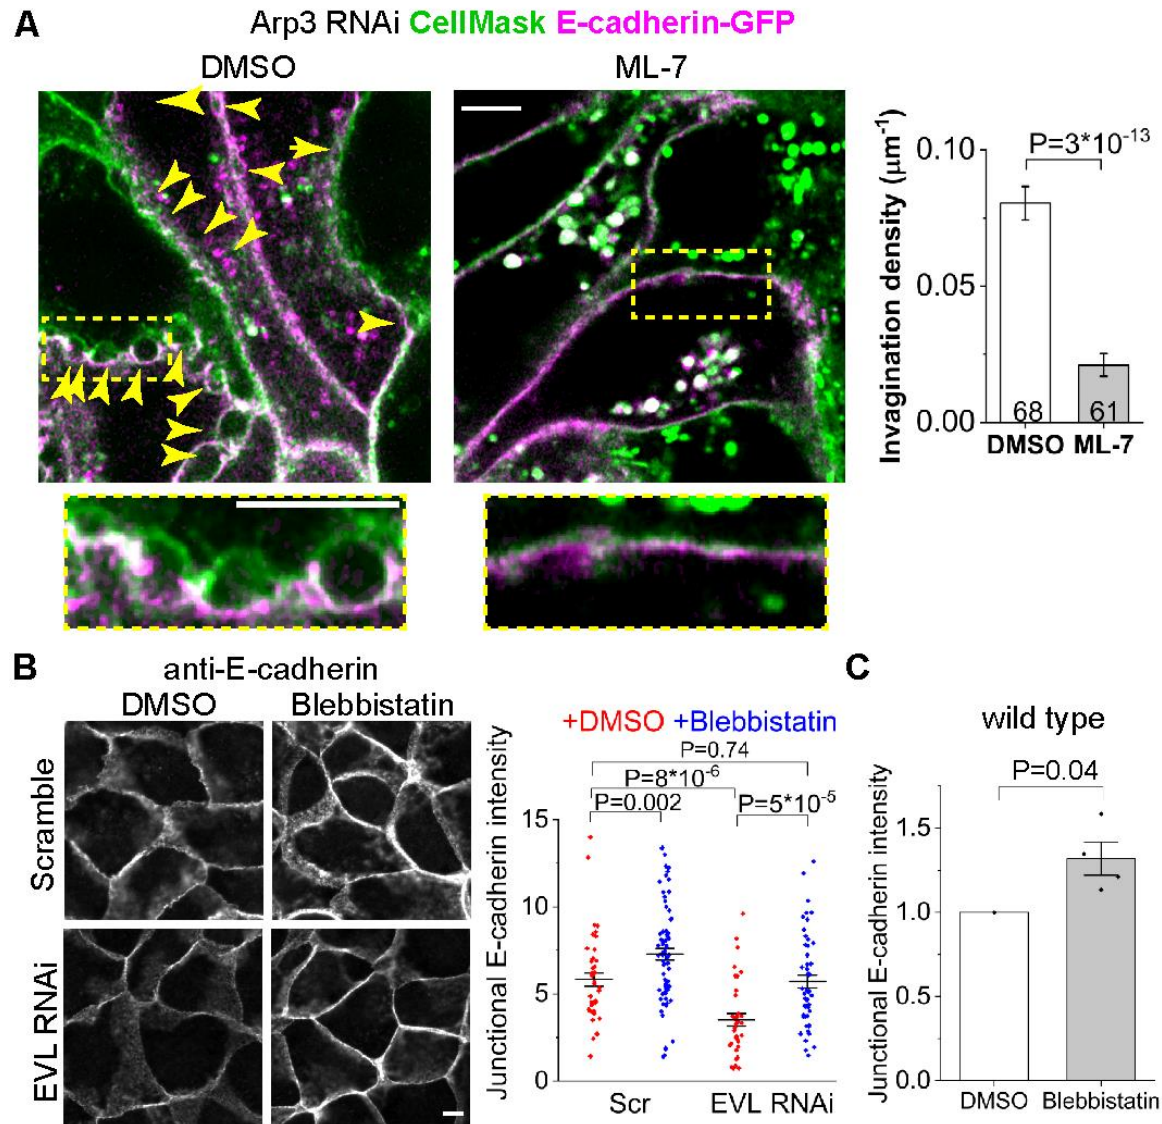 A
Arp3 RNAi CellMask E-cadherin-GFP
DMSO
ML-7
Invagination density (µm⁻¹)
P=3*10⁻¹³
0.10
0.05
0.00
68
61
DMSO
ML-7
B
anti-E-cadherin
DMSO
Blebbistatin
Scramble
EVL RNAi
+DMSO +Blebbistatin
P=0.74
P=8*10⁻⁶
P=0.002
P=5*10⁻⁵
Junctional E-cadherin intensity
15
10
5
0
Scr
EVL RNAi
C
wild type
P=0.04
Junctional E-cadherin intensity
1.5
1.0
0.5
0.0
DMSO
Blebbistatin